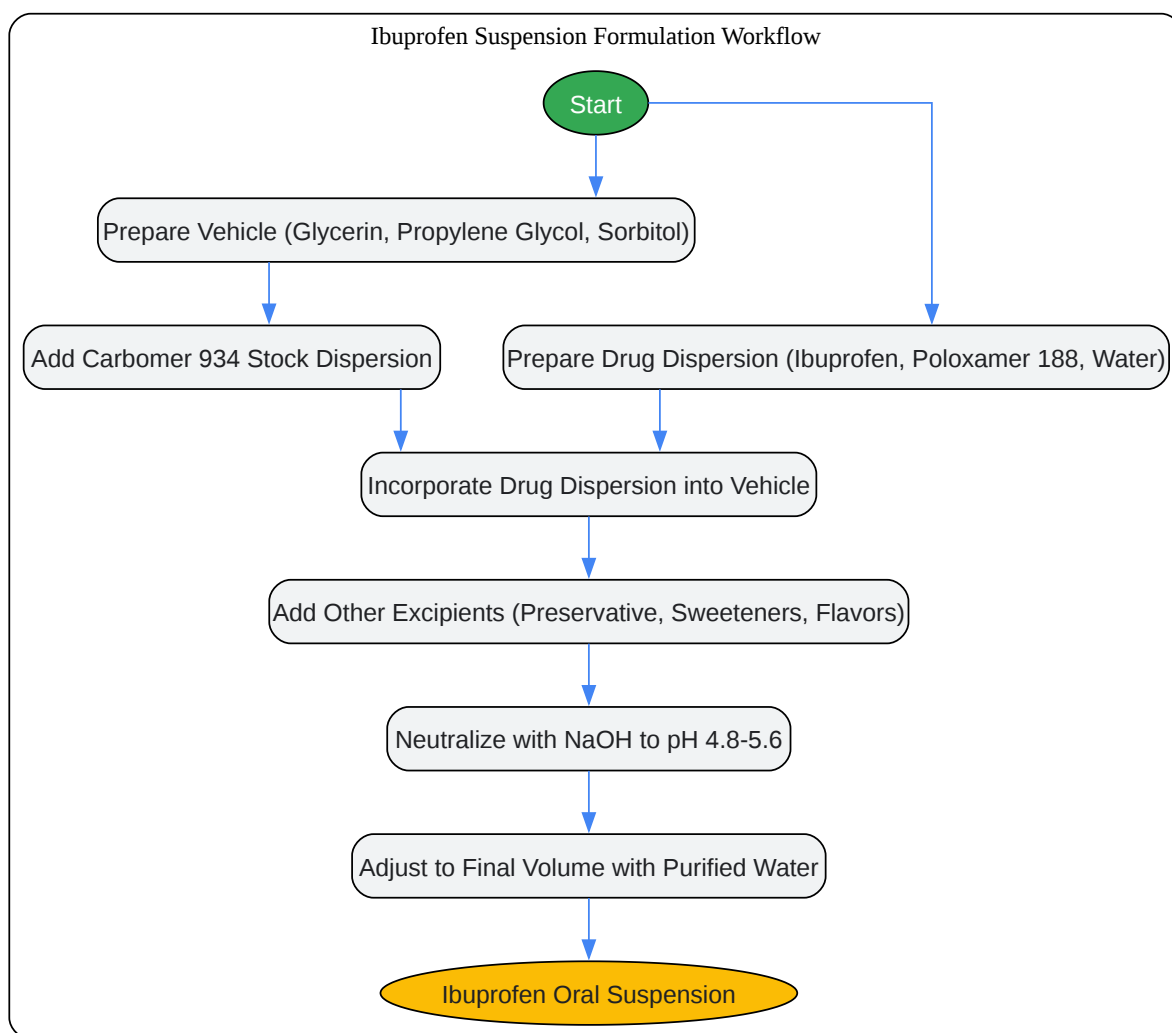 Ibuprofen Suspension Formulation Workflow
Start
Prepare Vehicle (Glycerin, Propylene Glycol, Sorbitol)
Add Carbomer 934 Stock Dispersion
Prepare Drug Dispersion (Ibuprofen, Poloxamer 188, Water)
Incorporate Drug Dispersion into Vehicle
Add Other Excipients (Preservative, Sweeteners, Flavors)
Neutralize with NaOH to pH 4.8-5.6
Adjust to Final Volume with Purified Water
Ibuprofen Oral Suspension